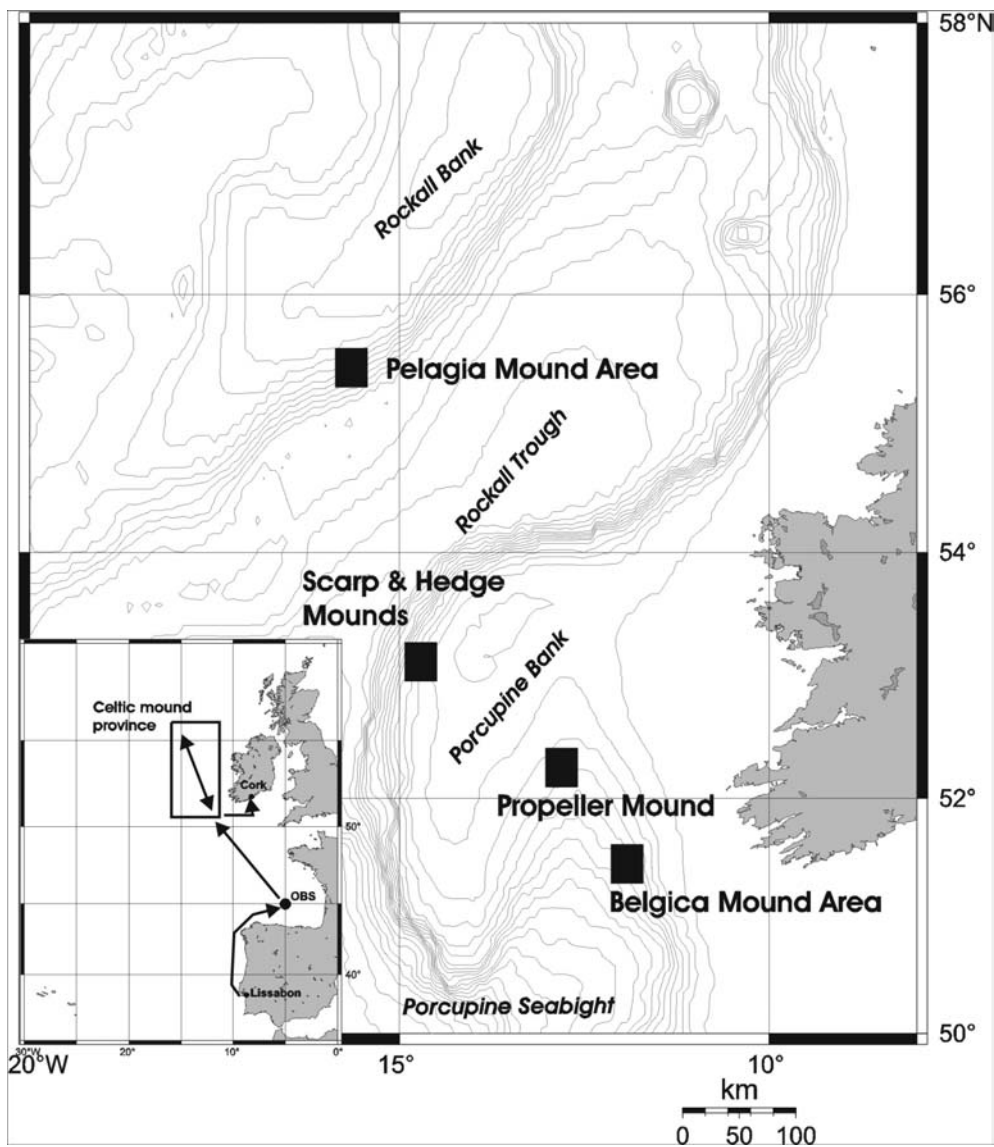 58°N
Rockall Bank
56°
Pelagia Mound Area
Rockall Trough
54°
Scarp & Hedge
Mounds
Porcupine Bank
Celtic mound
province
Cork
52°
Propeller Mound
50°
OBS
Belgica Mound Area
40°
Lissabon
Porcupine Seabight
30°W
20°
10°
0°
50°
20°W
15°
10°
km
0 50 100